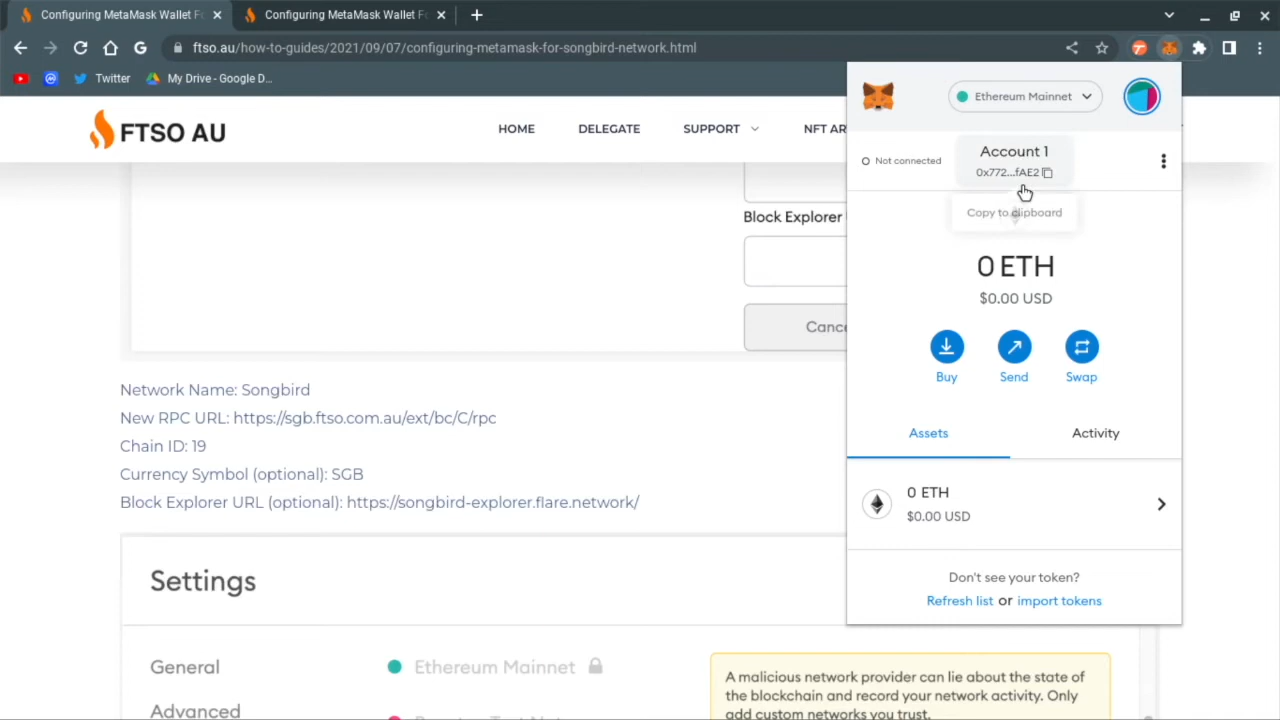 Configuring MetaMask Wallet Fo
Configuring MetaMask Wallet Fo
ftso.au/how-to-guides/2021/09/07/configuring-metamask-for-songbird-network.html
Twitter
My Drive - Google D...
FTSO AU
HOME
DELEGATE
SUPPORT
NFT AR
Block Explorer
Cance
Network Name: Songbird
New RPC URL: https://sgb.ftso.com.au/ext/bc/C/rpc
Chain ID: 19
Currency Symbol (optional): SGB
Block Explorer URL (optional): https://songbird-explorer.flare.network/
Settings
General
Advanced
Ethereum Mainnet
A malicious network provider can lie about the state of
the blockchain and record your network activity. Only
add custom networks you trust.
Ethereum Mainnet
Not connected
Account 1
0x772...fAE2
Copy to clipboard
0 ETH
$0.00 USD
Buy
Send
Swap
Assets
Activity
0 ETH
$0.00 USD
Don't see your token?
Refresh list or import tokens